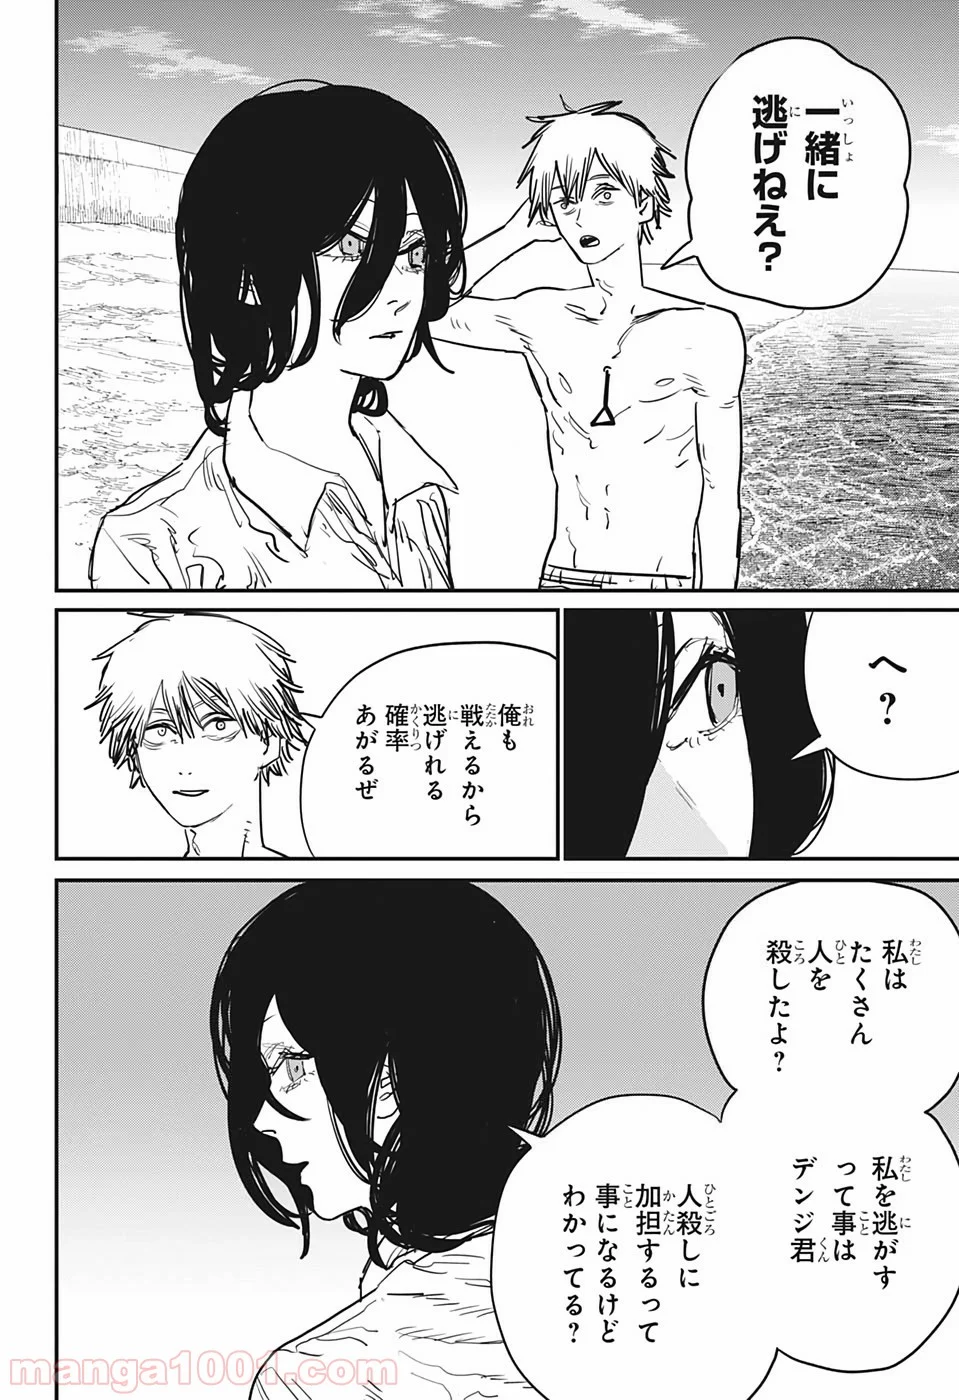 一緒に
逃げねえ?
へ?
俺も
戦えるから
逃げれる
確率
あがるぜ
私は
たくさん
人を
殺したよ?
私を逃がす
って事は
デンジ君
人殺しに
加担するって
事になるけど
わかってる?
manga1001.com